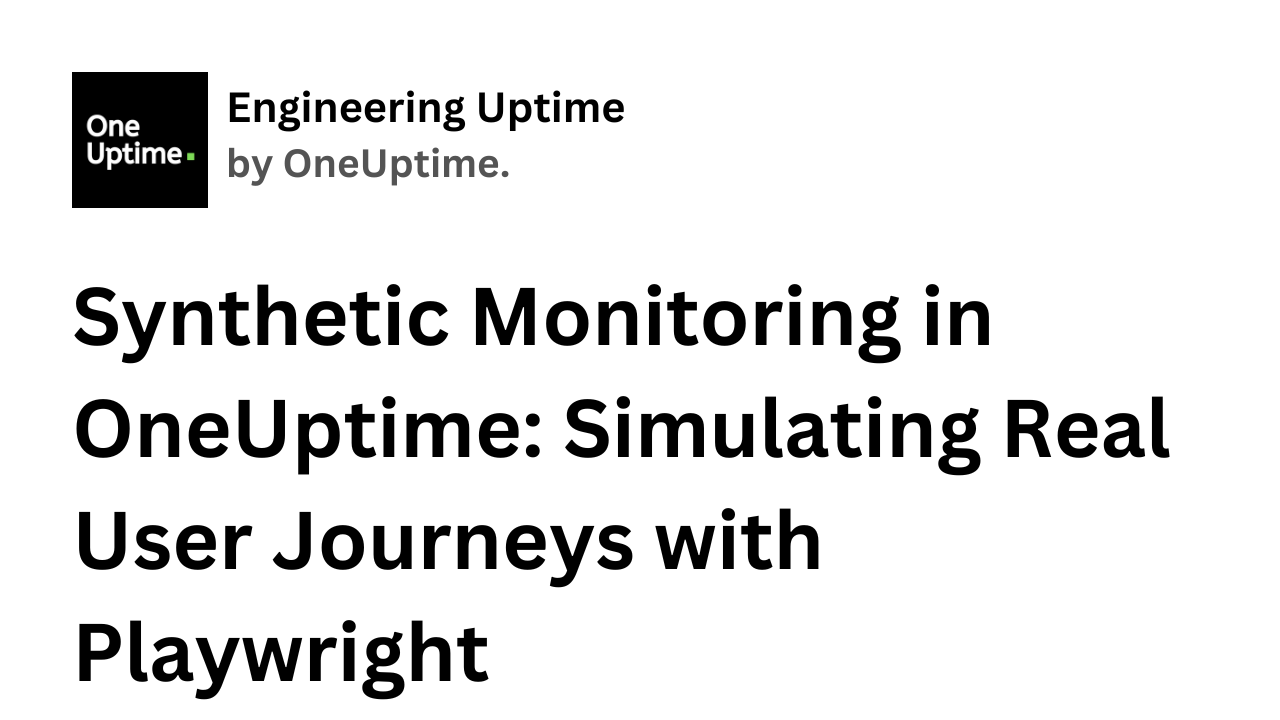 One
Uptime
Engineering Uptime
by OneUptime.
Synthetic Monitoring in
OneUptime: Simulating Real
User Journeys with
Playwright